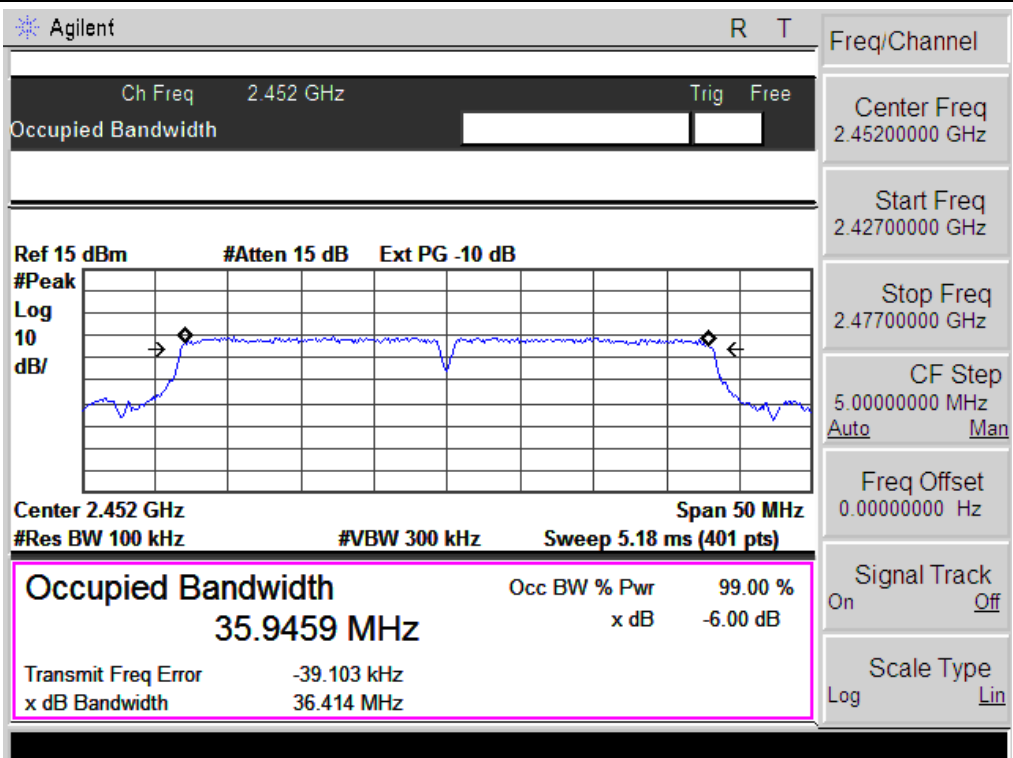 Agilent R T
Ch Freq 2.452 GHz Trig Free
Occupied Bandwidth
Ref 15 dBm #Atten 15 dB Ext PG -10 dB
#Peak
Log
10
dB/
Center 2.452 GHz Span 50 MHz
#Res BW 100 kHz #VBW 300 kHz Sweep 5.18 ms (401 pts)
Occupied Bandwidth Occ BW % Pwr 99.00 %
35.9459 MHz x dB -6.00 dB
Transmit Freq Error -39.103 kHz
x dB Bandwidth 36.414 MHz
Freq/Channel
Center Freq
2.45200000 GHz
Start Freq
2.42700000 GHz
Stop Freq
2.47700000 GHz
CF Step
5.00000000 MHz
Auto Man
Freq Offset
0.00000000 Hz
Signal Track
On Off
Scale Type
Log Lin